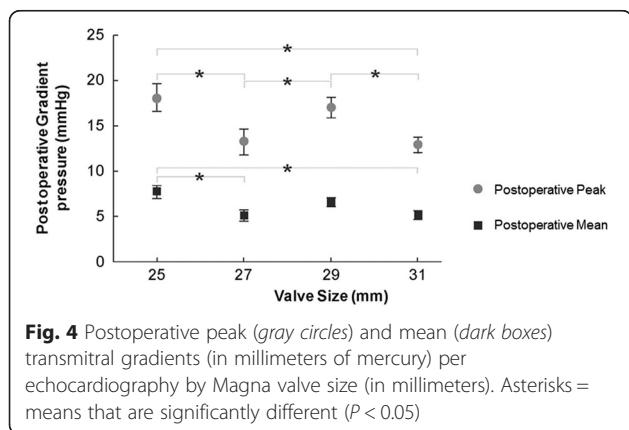 25
20
15
10
5
0
Postoperative Gradient
pressure (mmHg)
*
* * *
*
*
Postoperative Peak
Postoperative Mean
25 27 29 31
Valve Size (mm)
Fig. 4 Postoperative peak (gray circles) and mean (dark boxes)
transmitral gradients (in millimeters of mercury) per
echocardiography by Magna valve size (in millimeters). Asterisks =
means that are significantly different (P < 0.05)